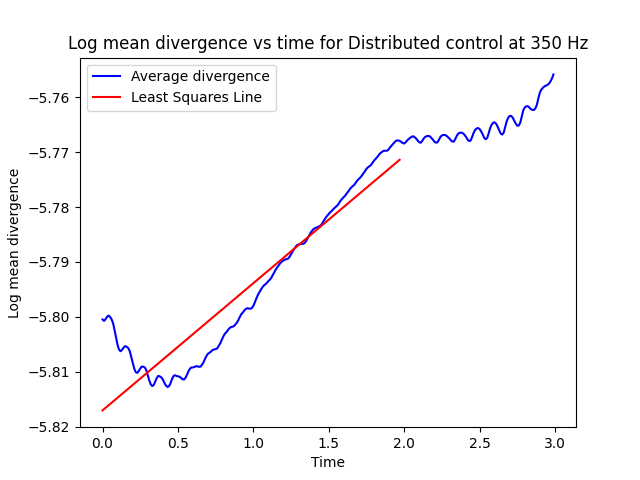 Log mean divergence vs time for Distributed control at 350 Hz
Average divergence
Least Squares Line
Log mean divergence
−5.76
−5.77
−5.78
−5.79
−5.80
−5.81
−5.82
0.0 0.5 1.0 1.5 2.0 2.5 3.0
Time